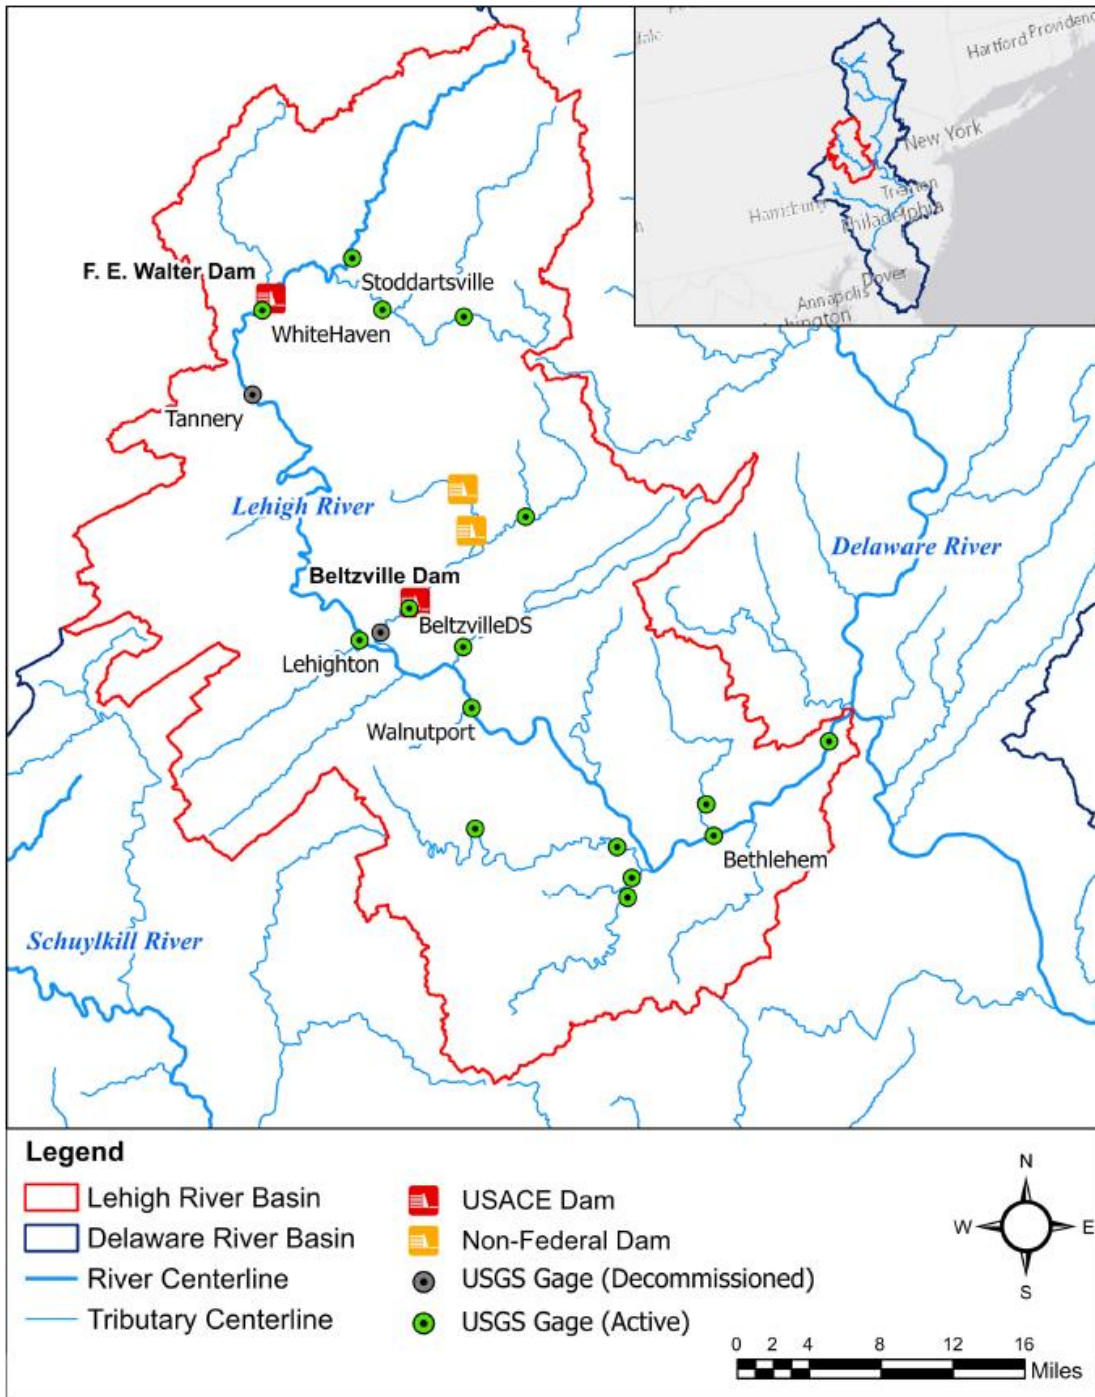 Hartford
New York
Trenton
Harrisburg
Philadelphia
Dover
Annapolis
F. E. Walter Dam
Stoddartsville
WhiteHaven
Tannery
Lehigh River
Delaware River
Beltzville Dam
BeltzvilleDS
Lehighton
Walnutport
Bethlehem
Schuylkill River
Legend
Lehigh River Basin
Delaware River Basin
River Centerline
Tributary Centerline
USACE Dam
Non-Federal Dam
USGS Gage (Decommissioned)
USGS Gage (Active)
N
W
E
S
0 2 4 8 12 16
Miles